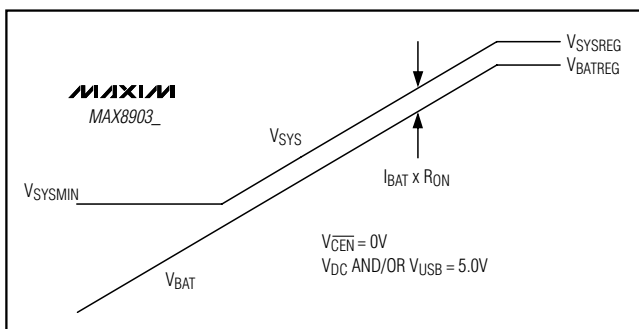 VSYSREG
VBATREG
MAXIM
MAX8903_
VSYS
IBAT x RON
VSYSMIN
VCEN = 0V
VDC AND/OR VUSB = 5.0V
VBAT